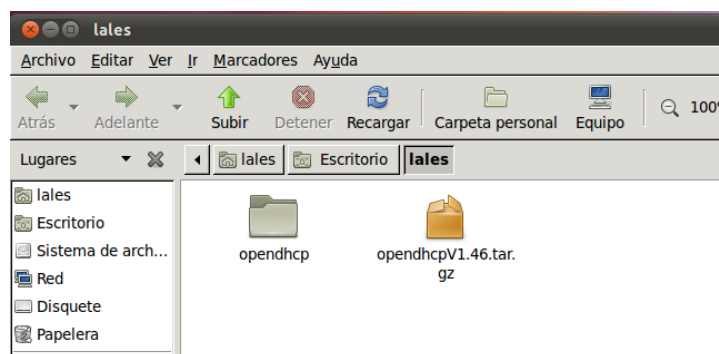 lales
Archivo Editar Ver Ir Marcadores Ayuda
Atrás Adelante Subir Detener Recargar Carpeta personal Equipo 100%
Lugares lales Escritorio lales
lales
Escritorio
Sistema de arch...
Red
Disquete
Papelera
opendhcp
opendhcpV1.46.tar.
gz